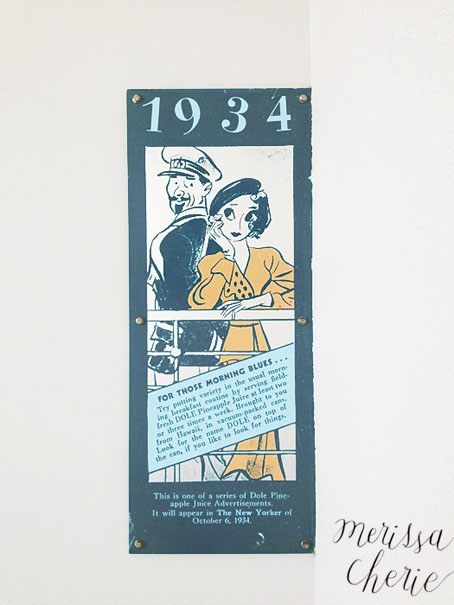 1934
FOR THOSE MORNING BLUES . . .
Try putting variety in the usual morn-
ing breakfast routine by serving field-
fresh DOLE Pineapple Juice at least two
or three times a week. Brought to you
from Hawaii, in vacuum-packed cans.
Look for the name DOLE on top of
the can, if you like to look for things.
This is one of a series of Dole Pine-
apple Juice Advertisements.
It will appear in The New Yorker of
October 6, 1934.
Merissa
Cherie